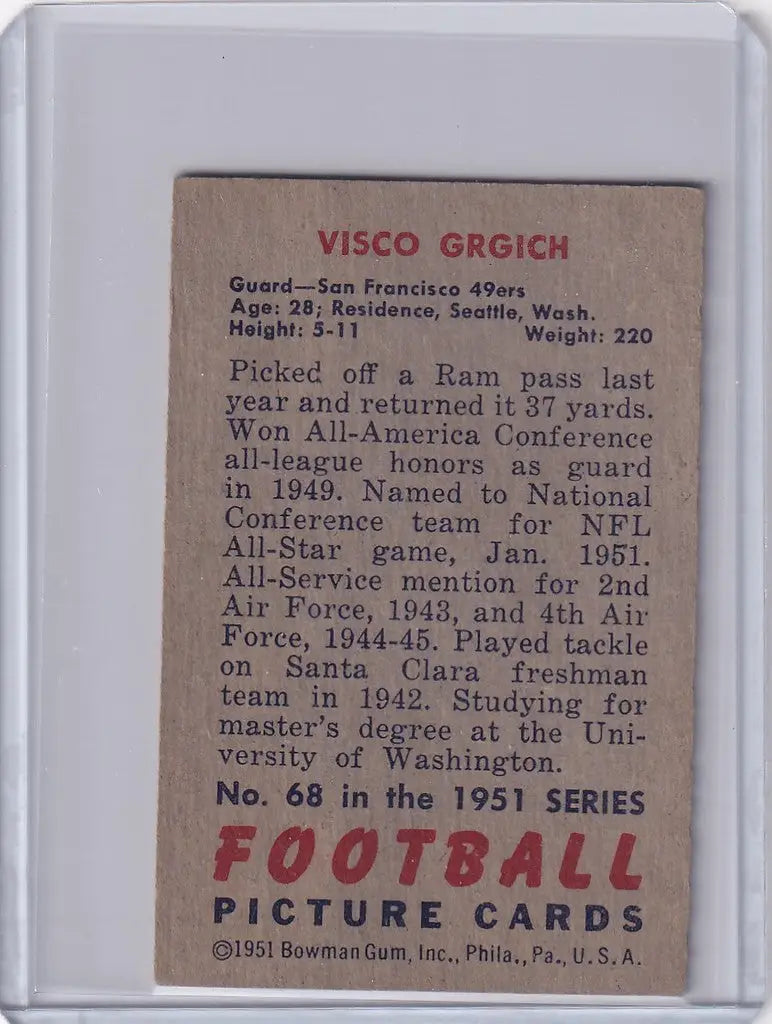 VISCO GRGICH
Guard—San Francisco 49ers
Age: 28; Residence, Seattle, Wash.
Height: 5-11 Weight: 220
Picked off a Ram pass last
year and returned it 37 yards.
Won All-America Conference
all-league honors as guard
in 1949. Named to National
Conference team for NFL
All-Star game, Jan. 1951.
All-Service mention for 2nd
Air Force, 1943, and 4th Air
Force, 1944-45. Played tackle
on Santa Clara freshman
team in 1942. Studying for
master's degree at the Uni-
versity of Washington.
No. 68 in the 1951 SERIES
FOOTBALL
PICTURE CARDS
©1951 Bowman Gum, Inc., Phila., Pa., U.S.A.